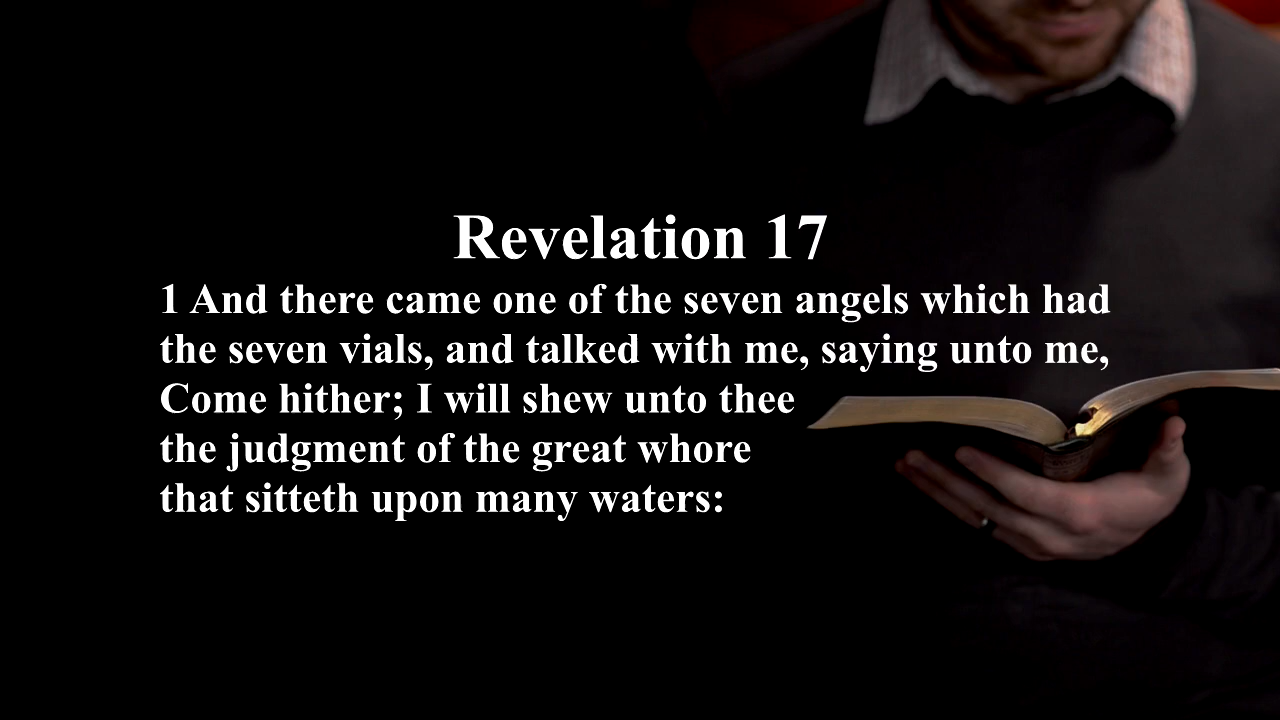 Revelation 17
1 And there came one of the seven angels which had
the seven vials, and talked with me, saying unto me,
Come hither; I will shew unto thee
the judgment of the great whore
that sitteth upon many waters: